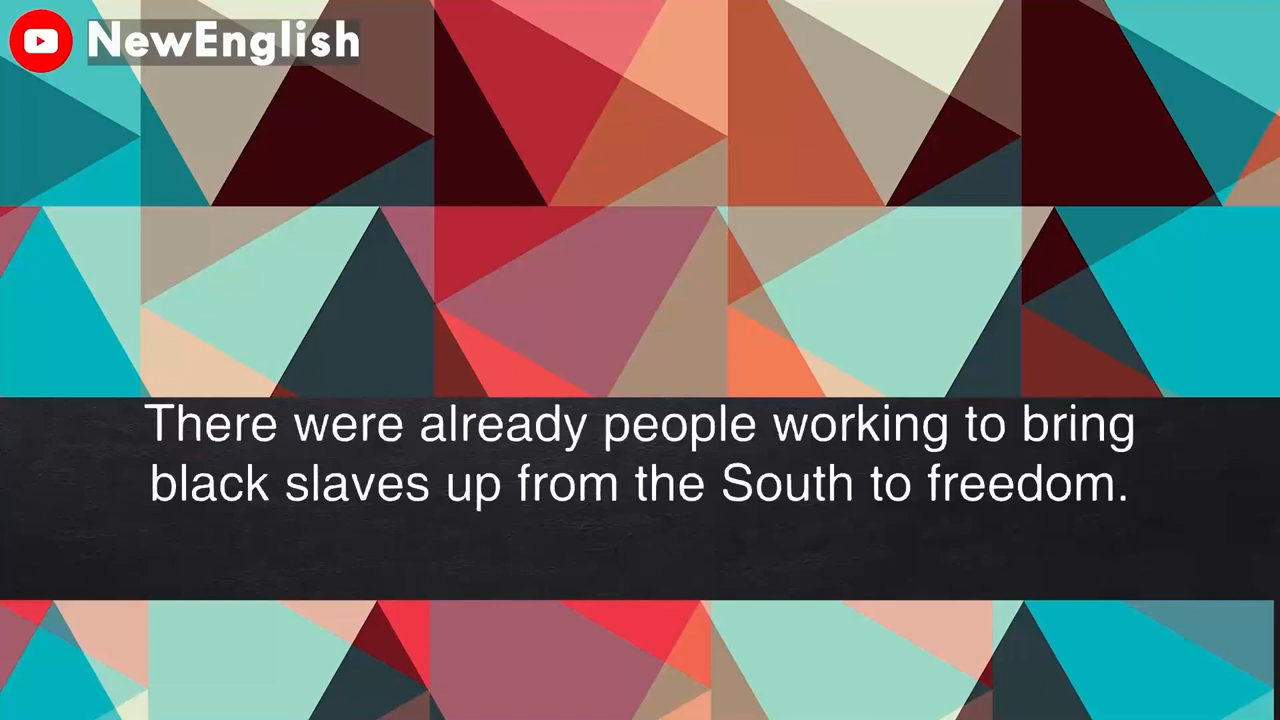 NewEnglish
There were already people working to bring
black slaves up from the South to freedom.